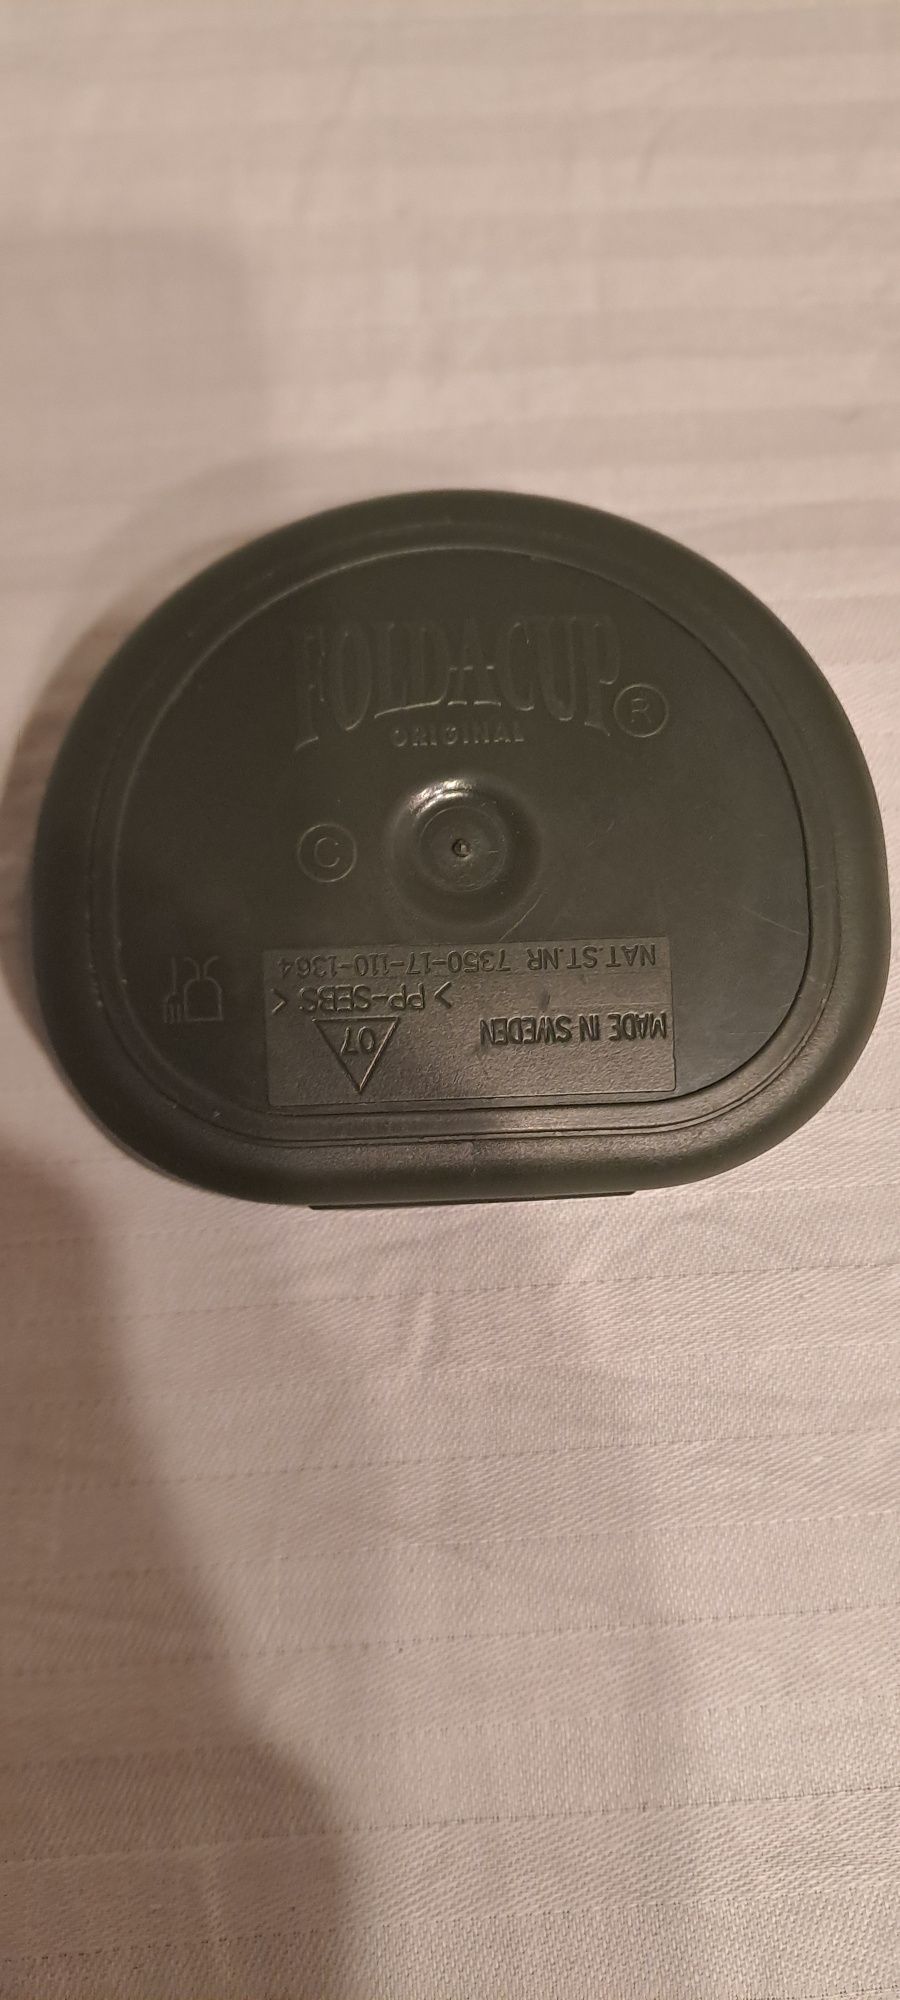 FOLDACUP®
ORIGINAL
©
MADE IN SWEDEN
07
> PP-SEBS <
NAT.ST.NR 7350-17-110-1364